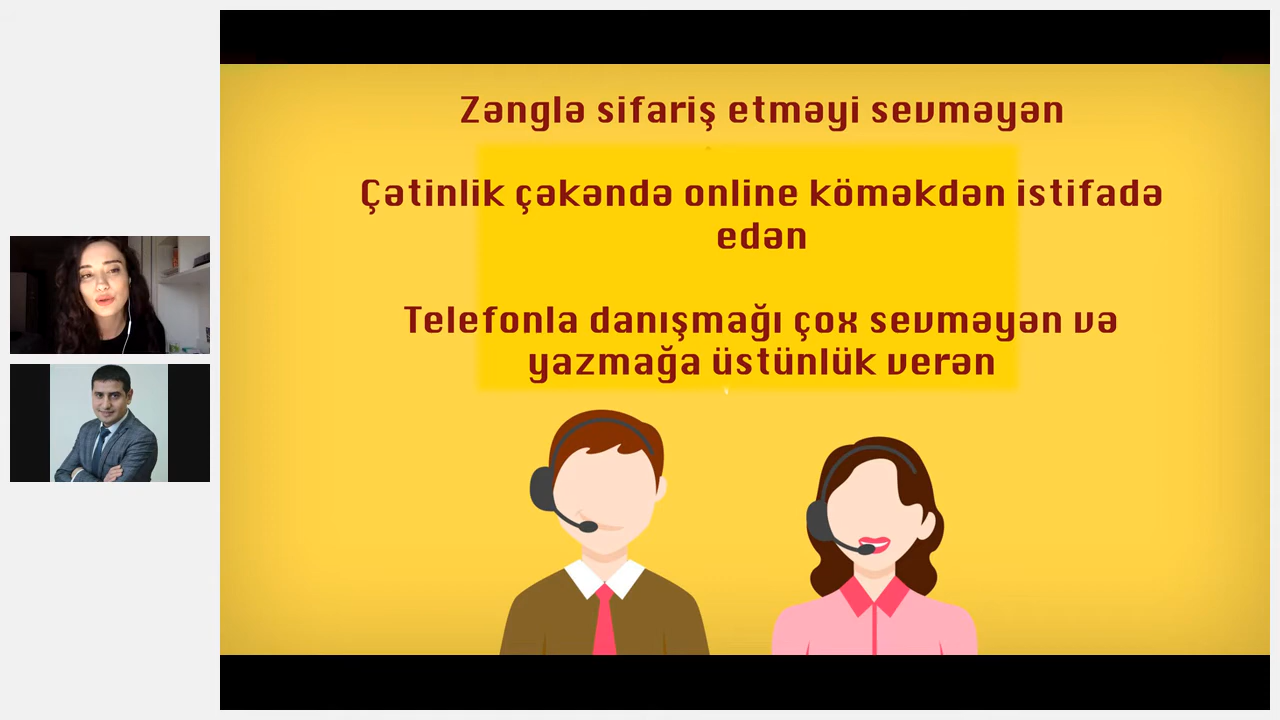 Zənglə sifariş etməyi sevməyən
Çətinlik çəkəndə online köməkdən istifadə
edən
Telefonla danışmağı çox sevməyən və
yazmağa üstünlük verən